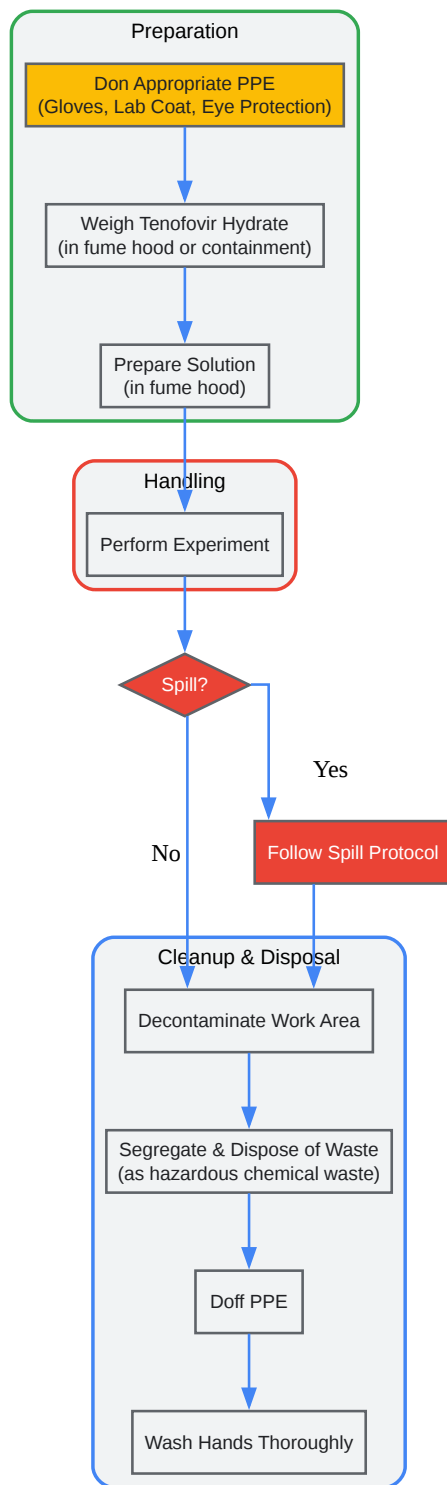 Preparation
Don Appropriate PPE
(Gloves, Lab Coat, Eye Protection)
Weigh Tenofovir Hydrate
(in fume hood or containment)
Prepare Solution
(in fume hood)
Handling
Perform Experiment
Spill?
Yes
No
Follow Spill Protocol
Cleanup & Disposal
Decontaminate Work Area
Segregate & Dispose of Waste
(as hazardous chemical waste)
Doff PPE
Wash Hands Thoroughly